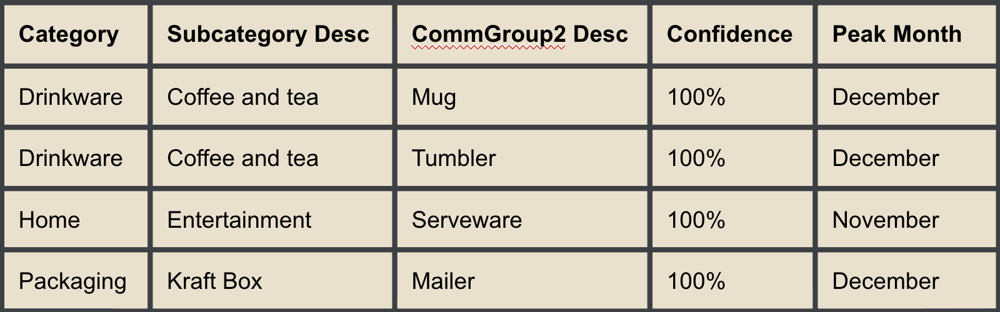 Category Subcategory Desc CommGroup2 Desc Confidence Peak Month
Drinkware Coffee and tea Mug 100% December
Drinkware Coffee and tea Tumbler 100% December
Home Entertainment Serveware 100% November
Packaging Kraft Box Mailer 100% December